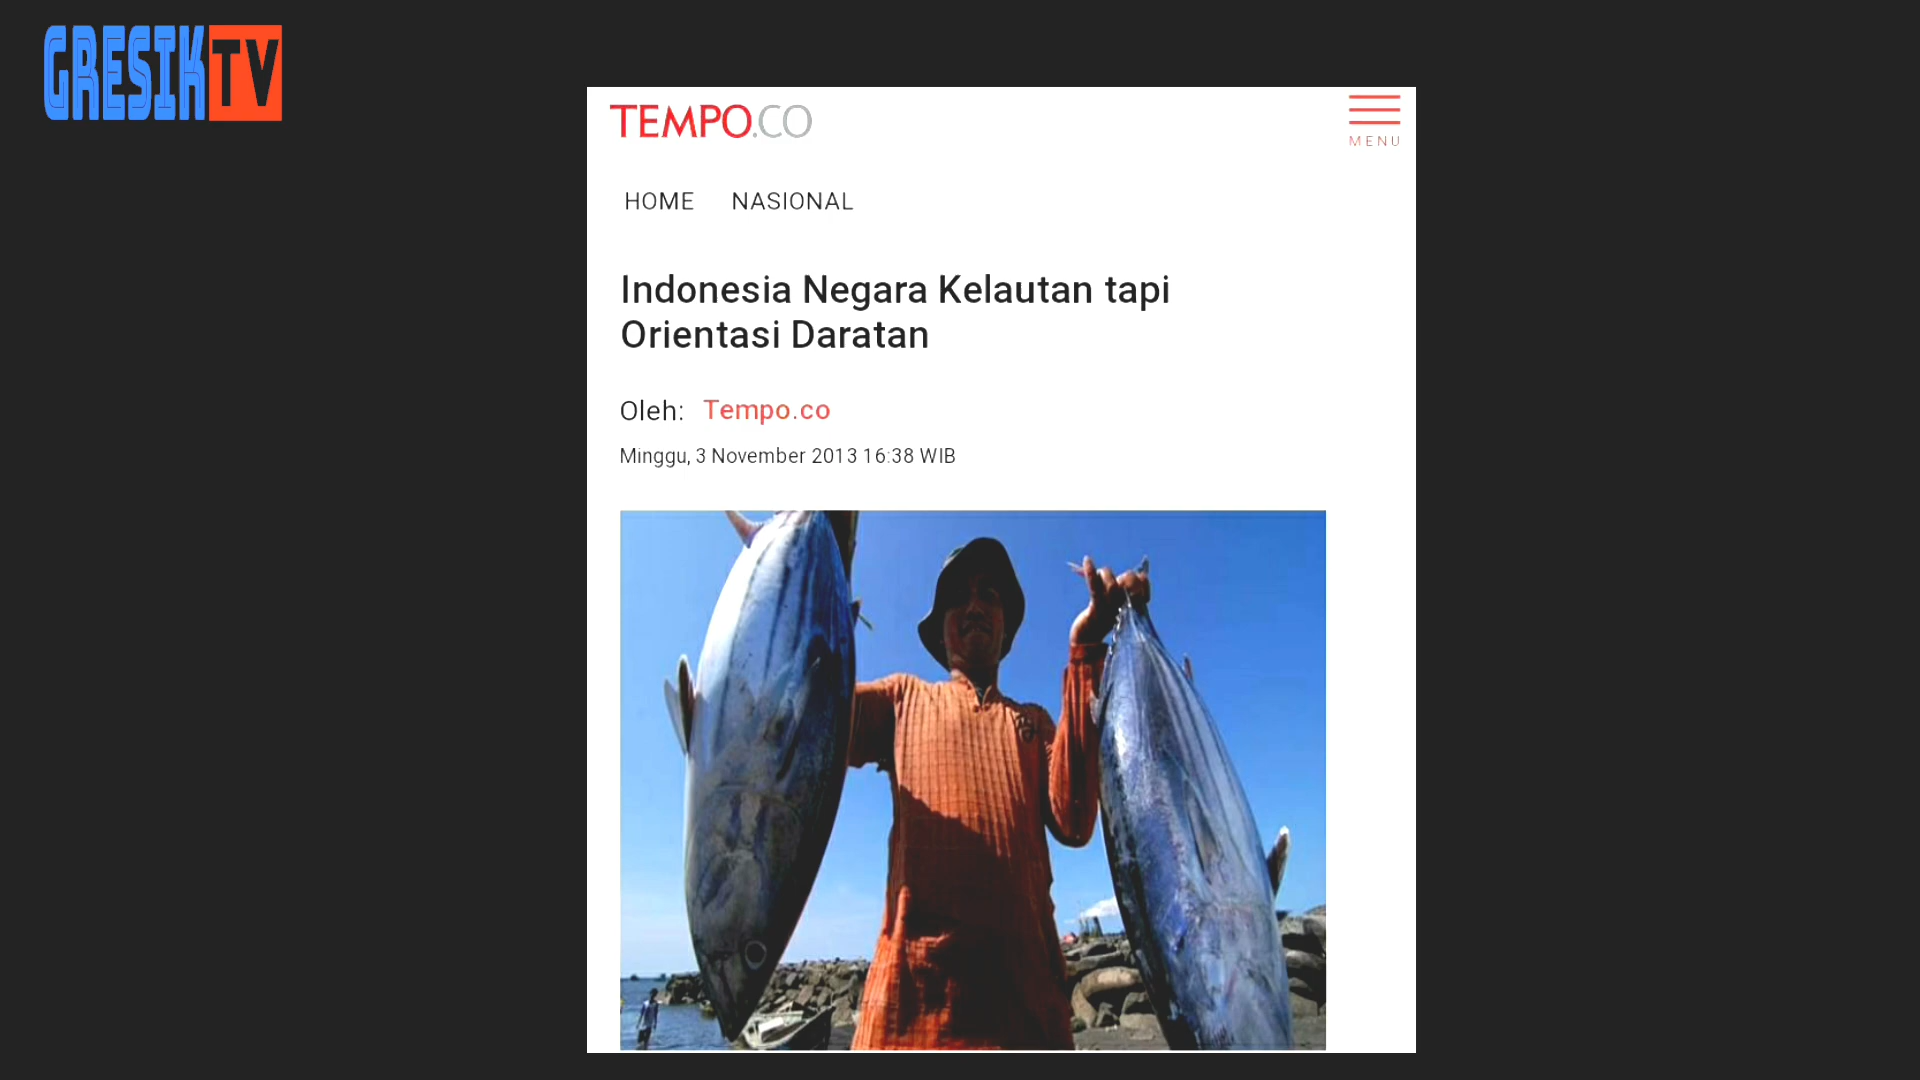 GRESIKTV
TEMPO.CO
MENU
HOME NASIONAL
Indonesia Negara Kelautan tapi
Orientasi Daratan
Oleh: Tempo.co
Minggu, 3 November 2013 16:38 WIB